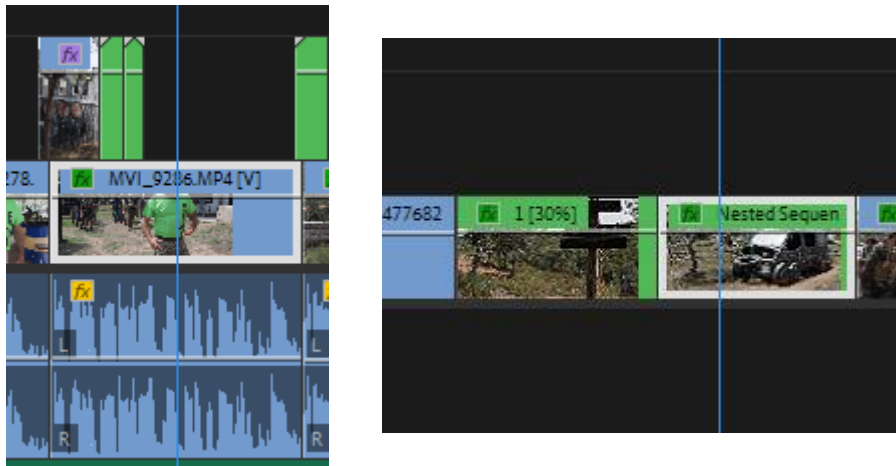 fx
278.
fx MVI_9286.MP4 [V]
fx
L
L
R
R
477682
fx 1 [30%]
fx Nested Sequen
fx